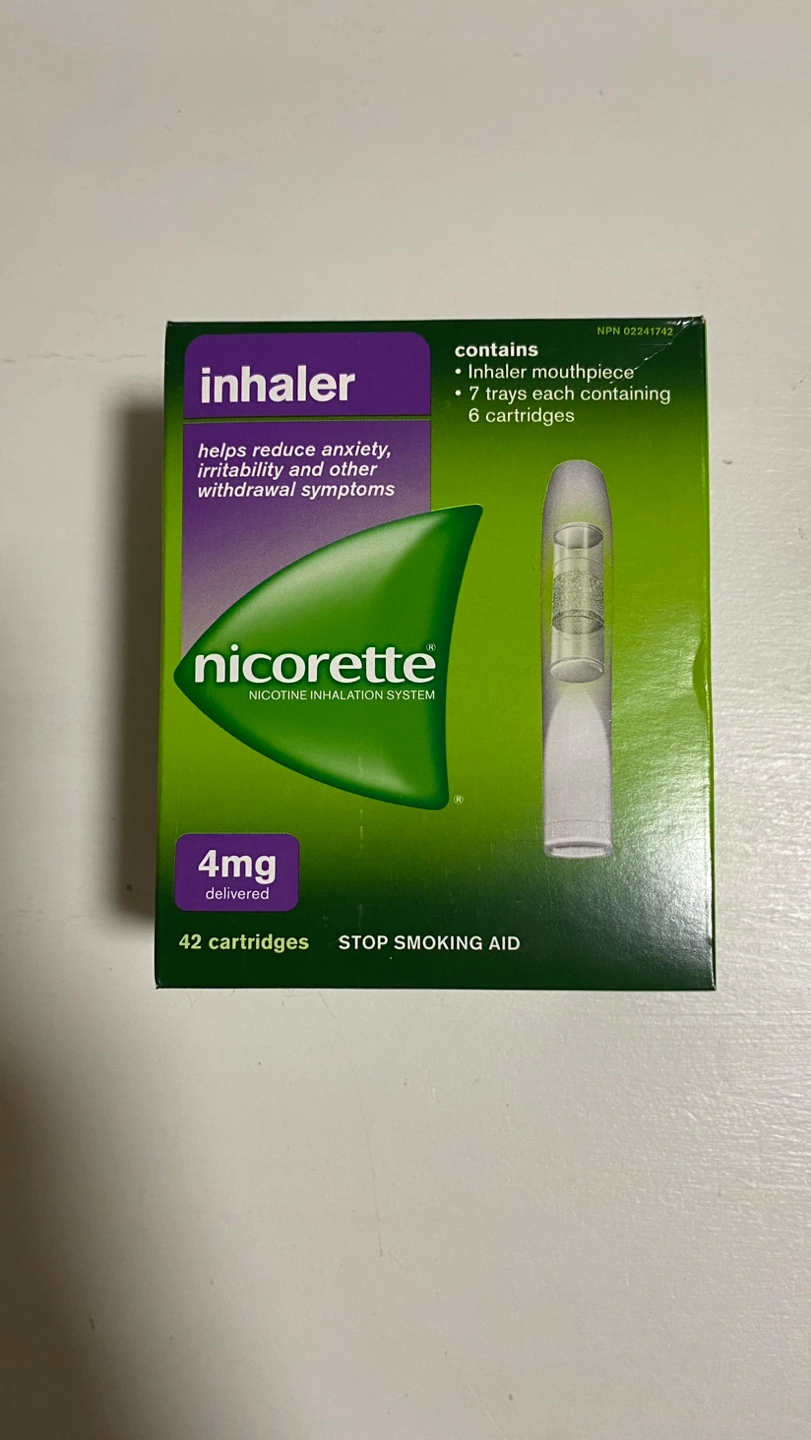 NPN 02241742
inhaler
helps reduce anxiety,
irritability and other
withdrawal symptoms
contains
• Inhaler mouthpiece
• 7 trays each containing
6 cartridges
nicorette®
NICOTINE INHALATION SYSTEM
®
4mg
delivered
42 cartridges
STOP SMOKING AID